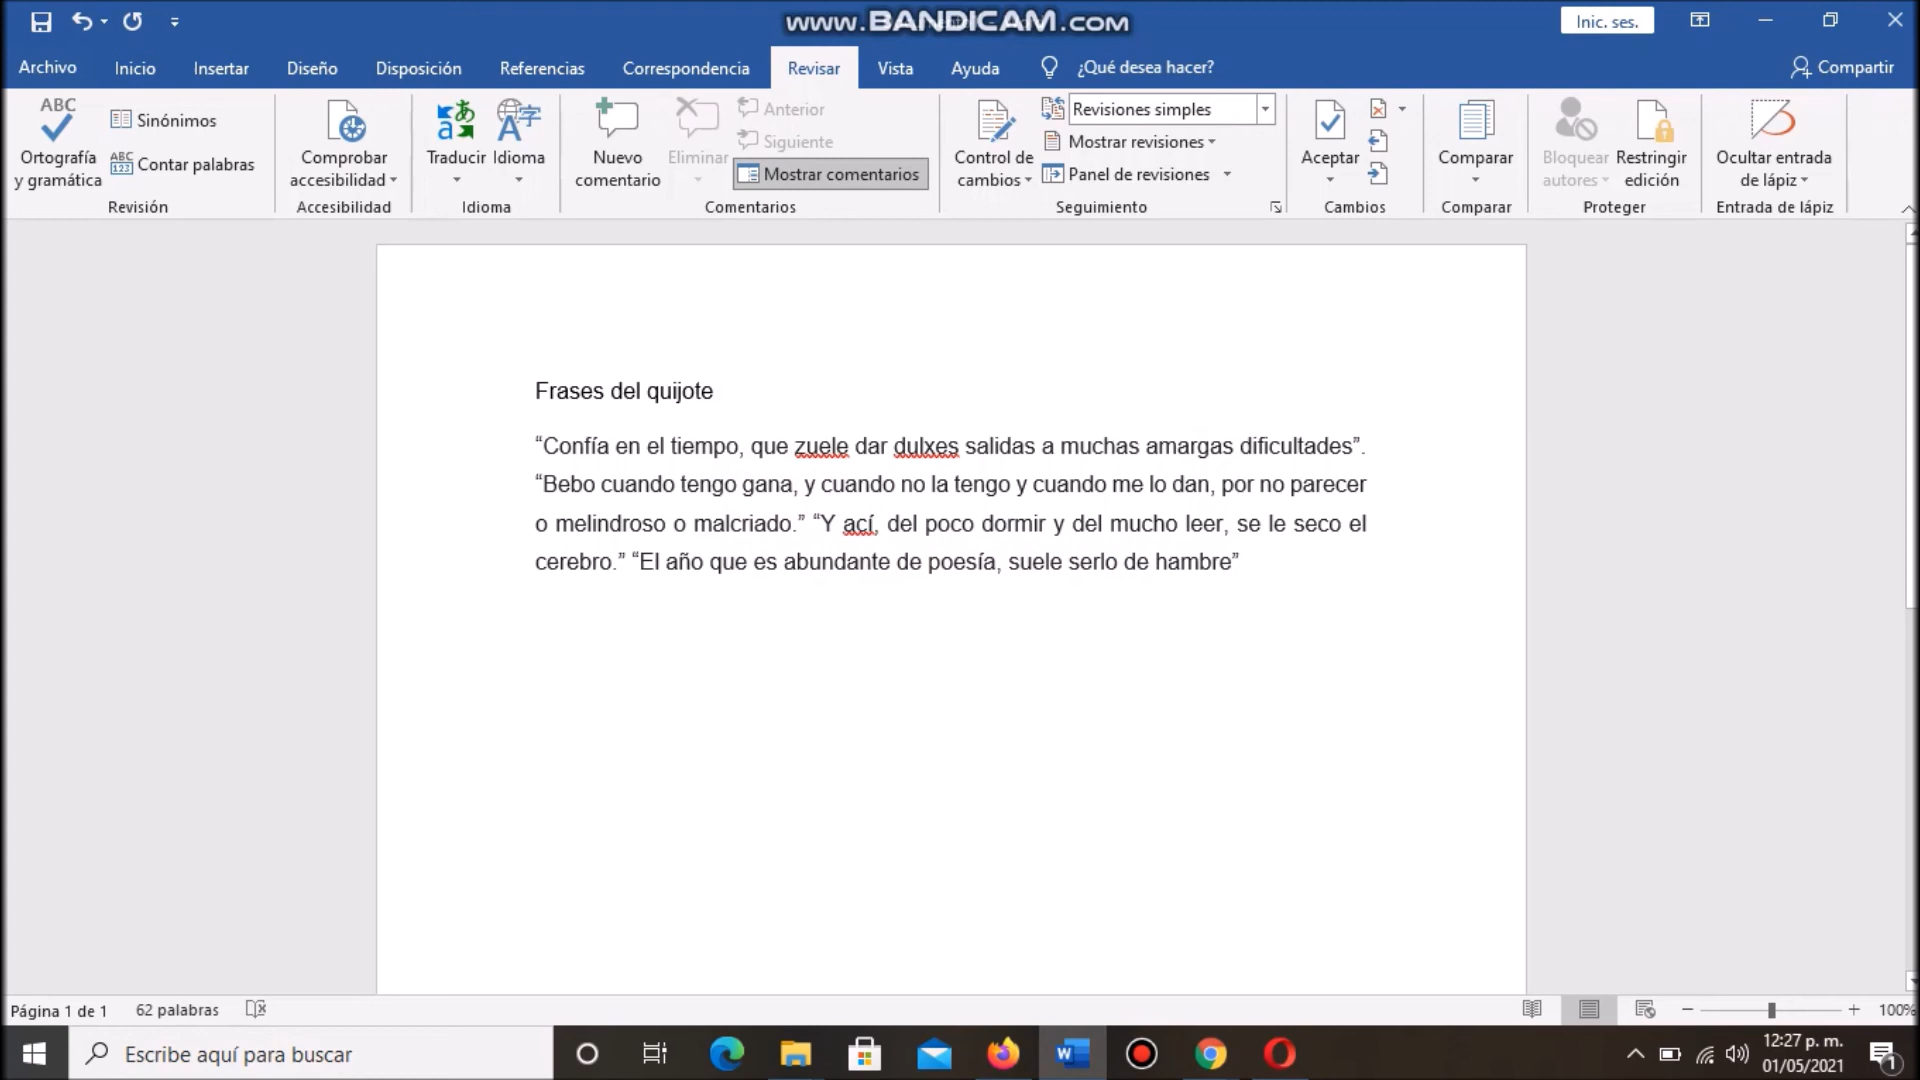 www.BANDICAM.com
Inic. ses.
Archivo Inicio Insertar Diseño Disposición Referencias Correspondencia Revisar Vista Ayuda ¿Qué desea hacer? Compartir
ABC
Ortografía
y gramática
Sinónimos
ABC
123
Contar palabras
Revisión
Comprobar
accesibilidad
Accesibilidad
Traducir
Idioma
Idioma
Nuevo
comentario
Eliminar
Anterior
Siguiente
Mostrar comentarios
Comentarios
Control de
cambios
Revisiones simples
Mostrar revisiones
Panel de revisiones
Seguimiento
Aceptar
Cambios
Comparar
Comparar
Bloquear
autores
Restringir
edición
Proteger
Ocultar entrada
de lápiz
Entrada de lápiz
Frases del quijote
“Confía en el tiempo, que zuele dar dulxes salidas a muchas amargas dificultades”.
“Bebo cuando tengo gana, y cuando no la tengo y cuando me lo dan, por no parecer
o melindroso o malcriado.” “Y ací, del poco dormir y del mucho leer, se le seco el
cerebro.” “El año que es abundante de poesía, suele serlo de hambre”
Página 1 de 1 62 palabras 100%
Escribe aquí para buscar
12:27 p. m.
01/05/2021
1